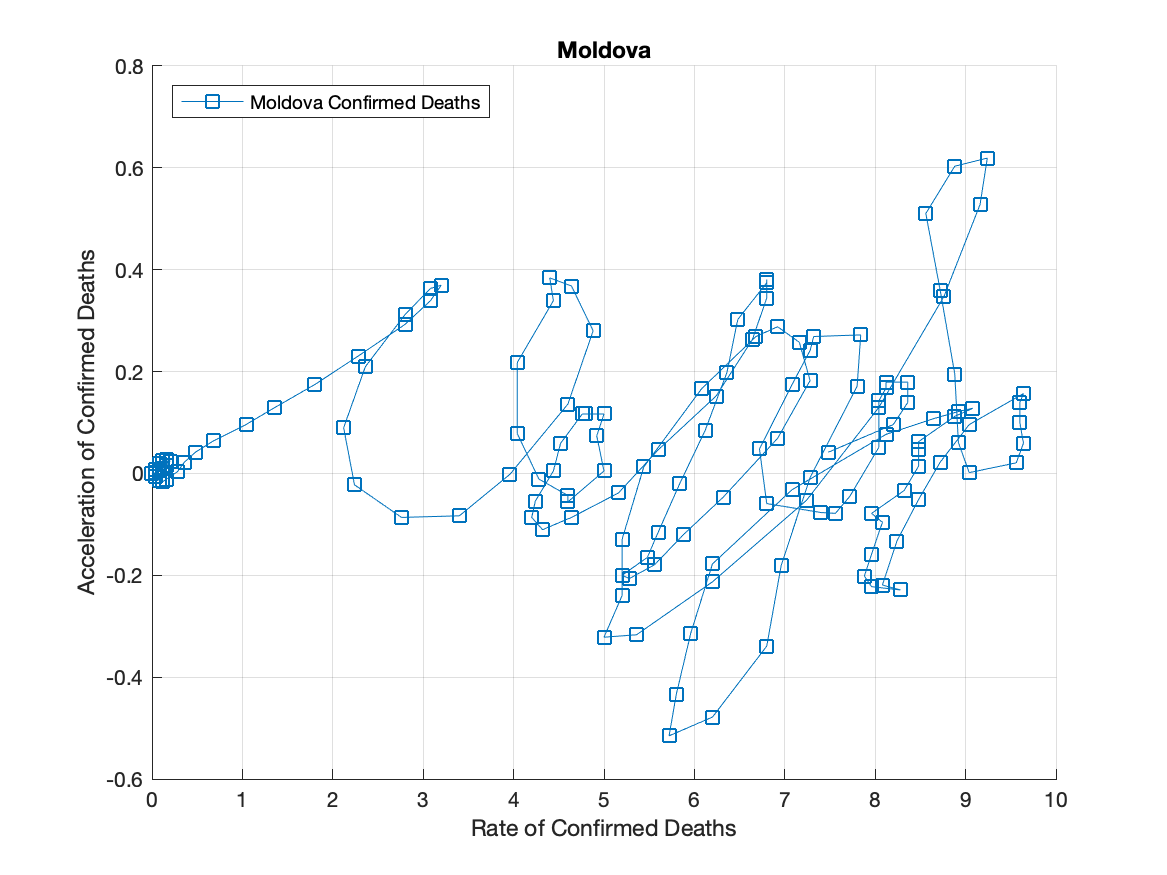 Moldova
Moldova Confirmed Deaths
Acceleration of Confirmed Deaths
0.8
0.6
0.4
0.2
0
-0.2
-0.4
-0.6
0 1 2 3 4 5 6 7 8 9 10
Rate of Confirmed Deaths